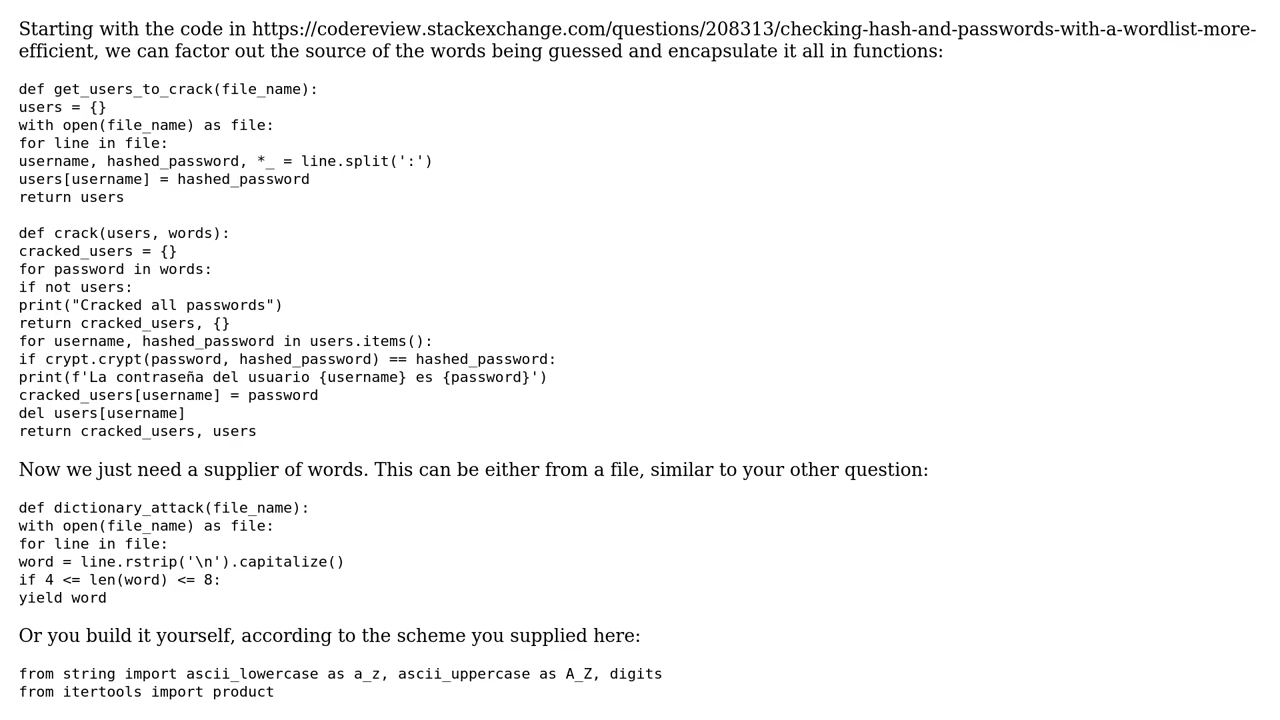 Starting with the code in https://codereview.stackexchange.com/questions/208313/checking-hash-and-passwords-with-a-wordlist-more-
efficient, we can factor out the source of the words being guessed and encapsulate it all in functions:
def get_users_to_crack(file_name):
users = {}
with open(file_name) as file:
for line in file:
username, hashed_password, *_ = line.split(':')
users[username] = hashed_password
return users
def crack(users, words):
cracked_users = {}
for password in words:
if not users:
print("Cracked all passwords")
return cracked_users, {}
for username, hashed_password in users.items():
if crypt.crypt(password, hashed_password) == hashed_password:
print(f'La contraseña del usuario {username} es {password}')
cracked_users[username] = password
del users[username]
return cracked_users, users
Now we just need a supplier of words. This can be either from a file, similar to your other question:
def dictionary_attack(file_name):
with open(file_name) as file:
for line in file:
word = line.rstrip('\n').capitalize()
if 4 <= len(word) <= 8:
yield word
Or you build it yourself, according to the scheme you supplied here:
from string import ascii_lowercase as a_z, ascii_uppercase as A_Z, digits
from itertools import product